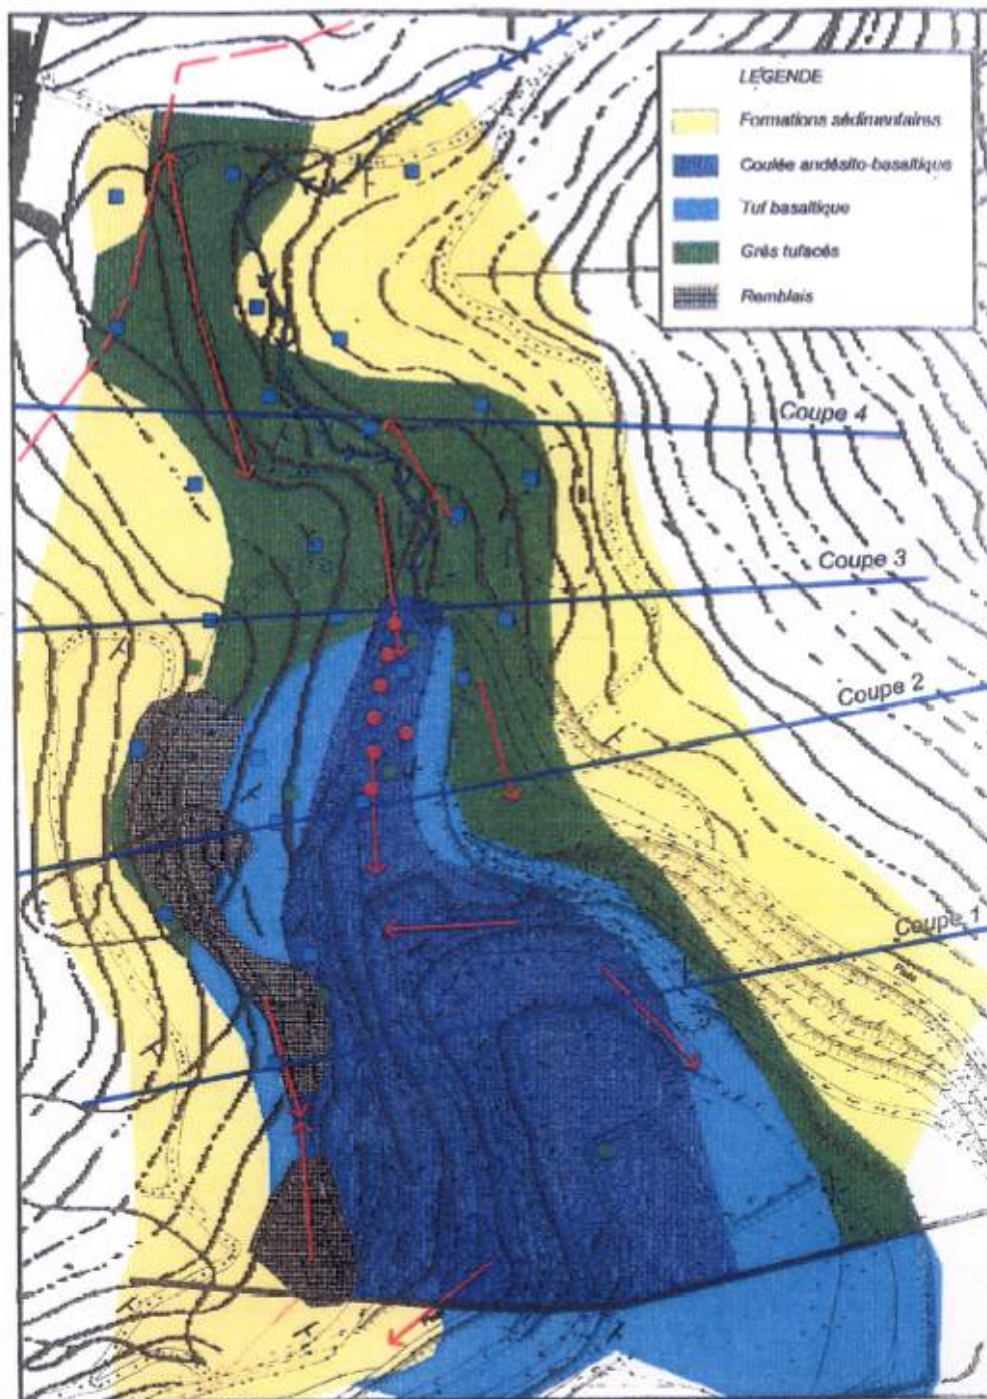 LEGENDE
Formations sédimentaires
Coulée andésito-basaltique
Tuf basaltique
Grès tufacés
Remblais
Coupe 4
Coupe 3
Coupe 2
Coupe 1